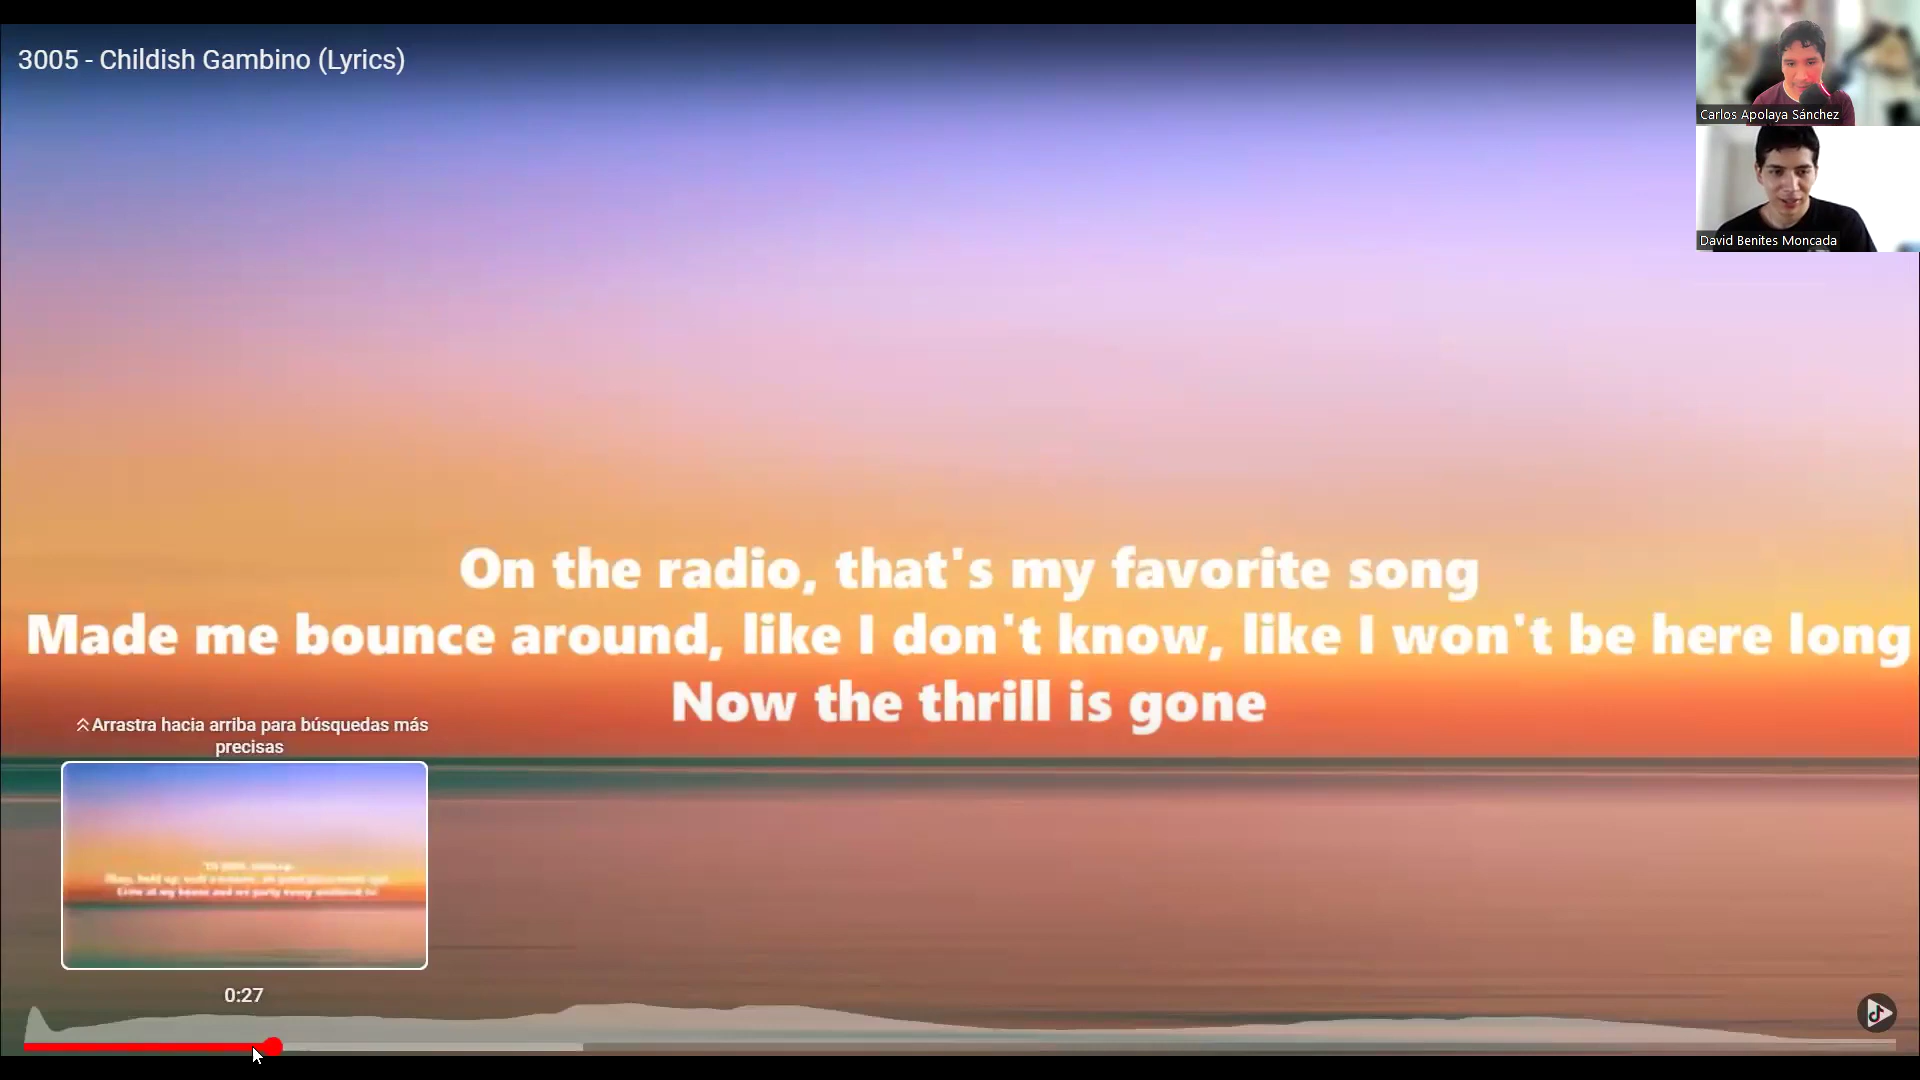 3005 - Childish Gambino (Lyrics)
Carlos Apolaya Sánchez
David Benites Moncada
On the radio, that's my favorite song
Made me bounce around, like I don't know, like I won't be here long
Now the thrill is gone
Arrastra hacia arriba para búsquedas más
precisas
0:27